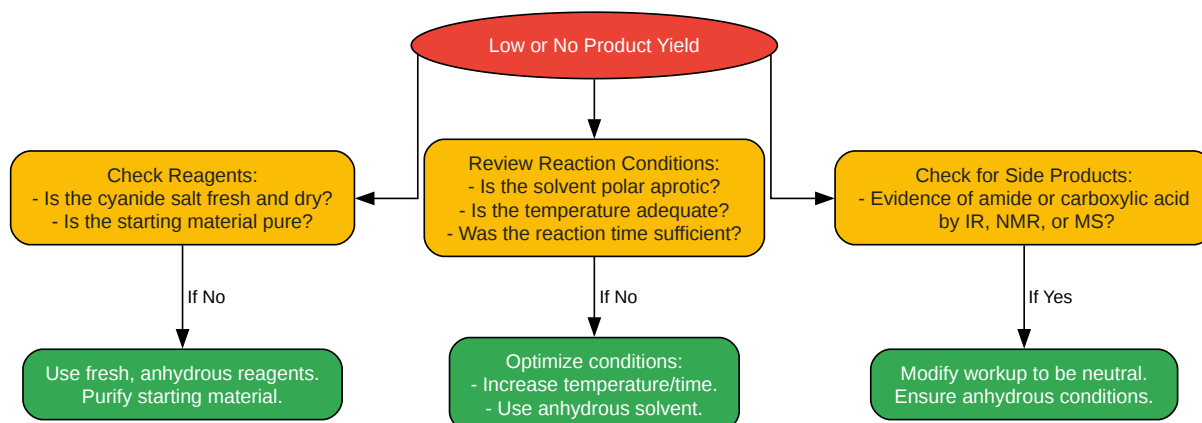 Low or No Product Yield
Check Reagents:
- Is the cyanide salt fresh and dry?
- Is the starting material pure?
Review Reaction Conditions:
- Is the solvent polar aprotic?
- Is the temperature adequate?
- Was the reaction time sufficient?
Check for Side Products:
- Evidence of amide or carboxylic acid
by IR, NMR, or MS?
If No
If No
If Yes
Use fresh, anhydrous reagents.
Purify starting material.
Optimize conditions:
- Increase temperature/time.
- Use anhydrous solvent.
Modify workup to be neutral.
Ensure anhydrous conditions.